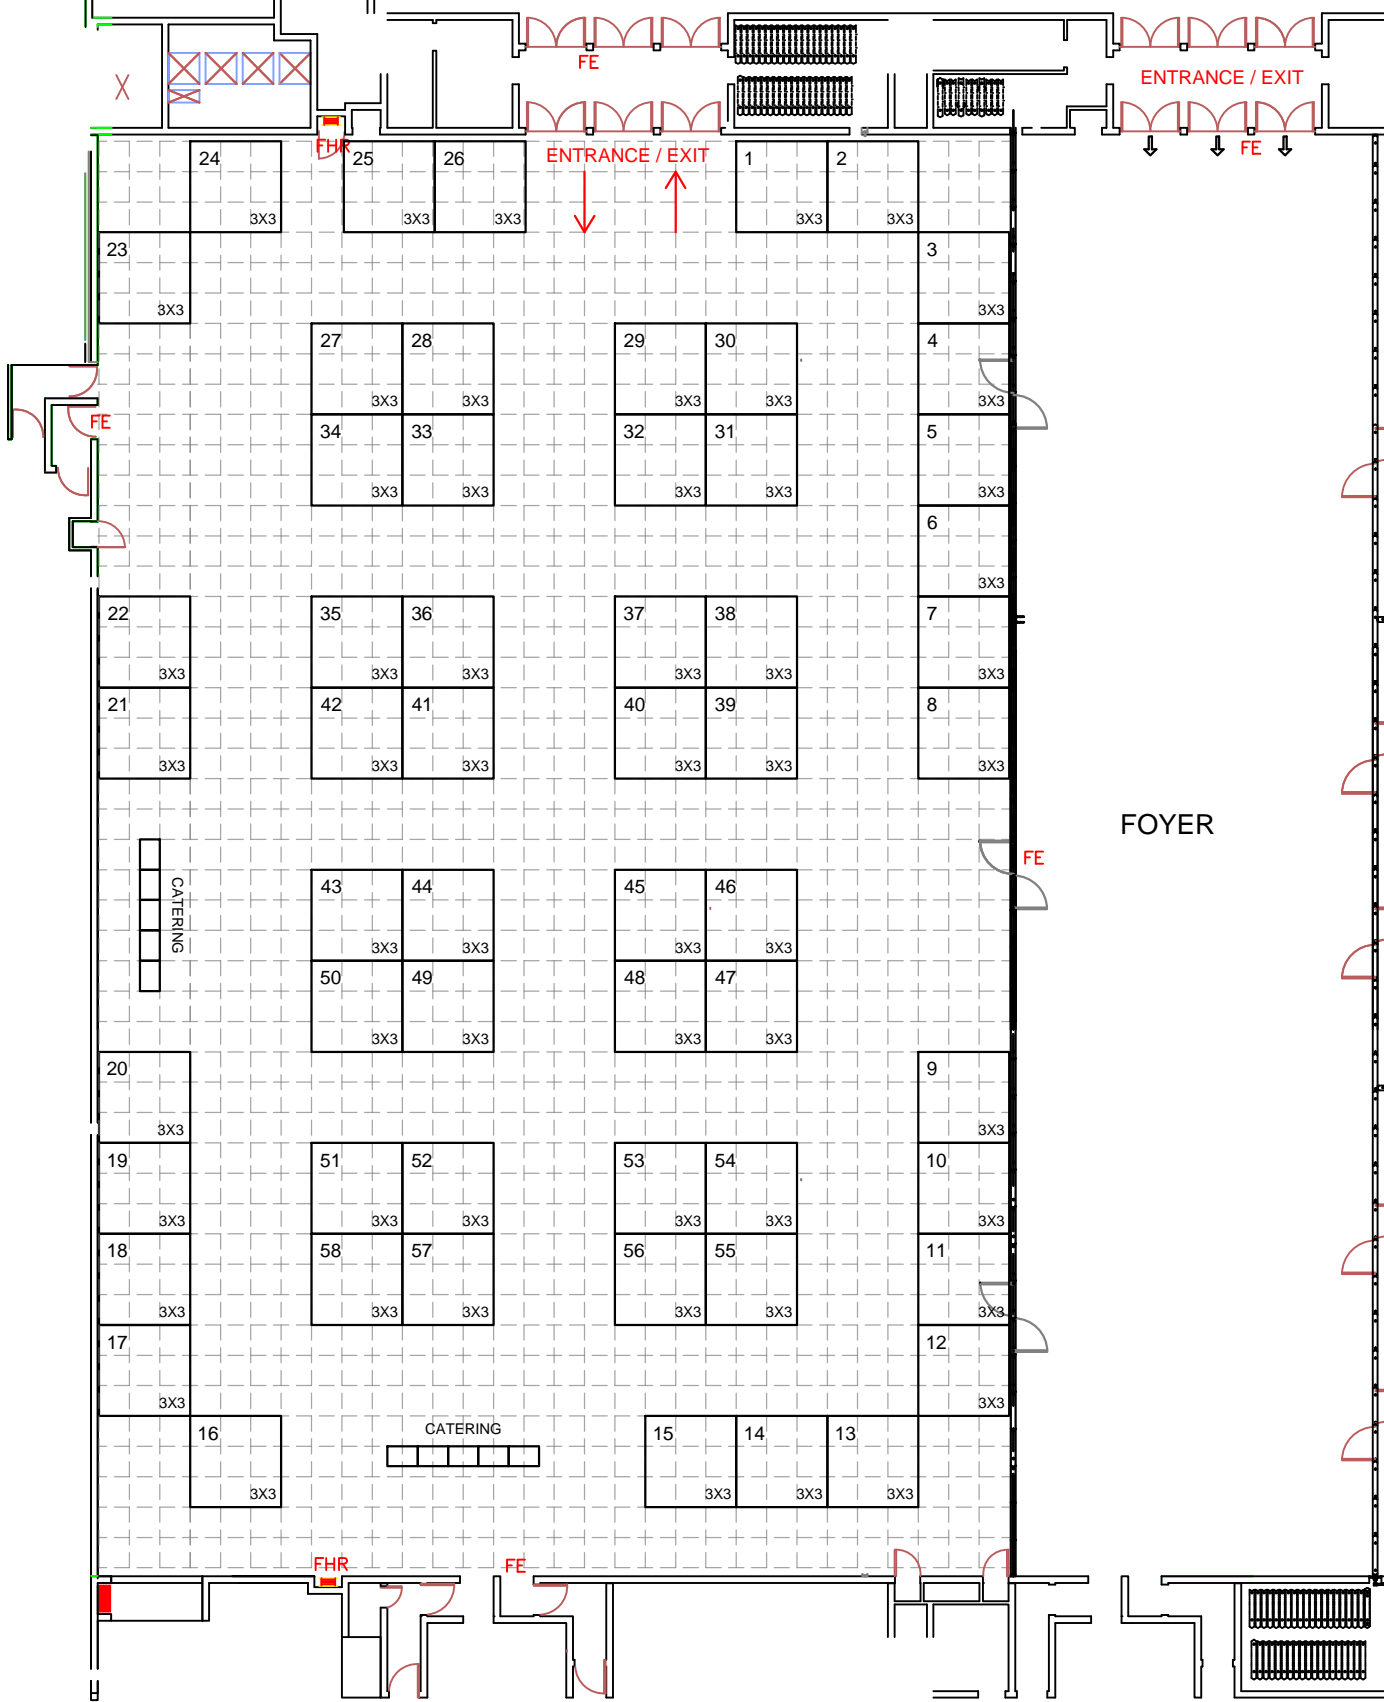 FE
ENTRANCE / EXIT
FHR
ENTRANCE / EXIT
FE
24
25
26
1
2
3X3
3X3
3X3
3X3
3X3
23
3
3X3
3X3
27
28
29
30
4
3X3
3X3
3X3
3X3
3X3
FE
34
33
32
31
5
3X3
3X3
3X3
3X3
3X3
6
3X3
22
35
36
37
38
7
3X3
3X3
3X3
3X3
3X3
3X3
21
42
41
40
39
8
3X3
3X3
3X3
3X3
3X3
3X3
FOYER
FE
CATERING
43
44
45
46
3X3
3X3
3X3
3X3
50
49
48
47
3X3
3X3
3X3
3X3
20
9
3X3
3X3
19
51
52
53
54
10
3X3
3X3
3X3
3X3
3X3
3X3
18
58
57
56
55
11
3X3
3X3
3X3
3X3
3X3
3X3
17
12
3X3
3X3
16
CATERING
15
14
13
3X3
3X3
3X3
3X3
FHR
FE